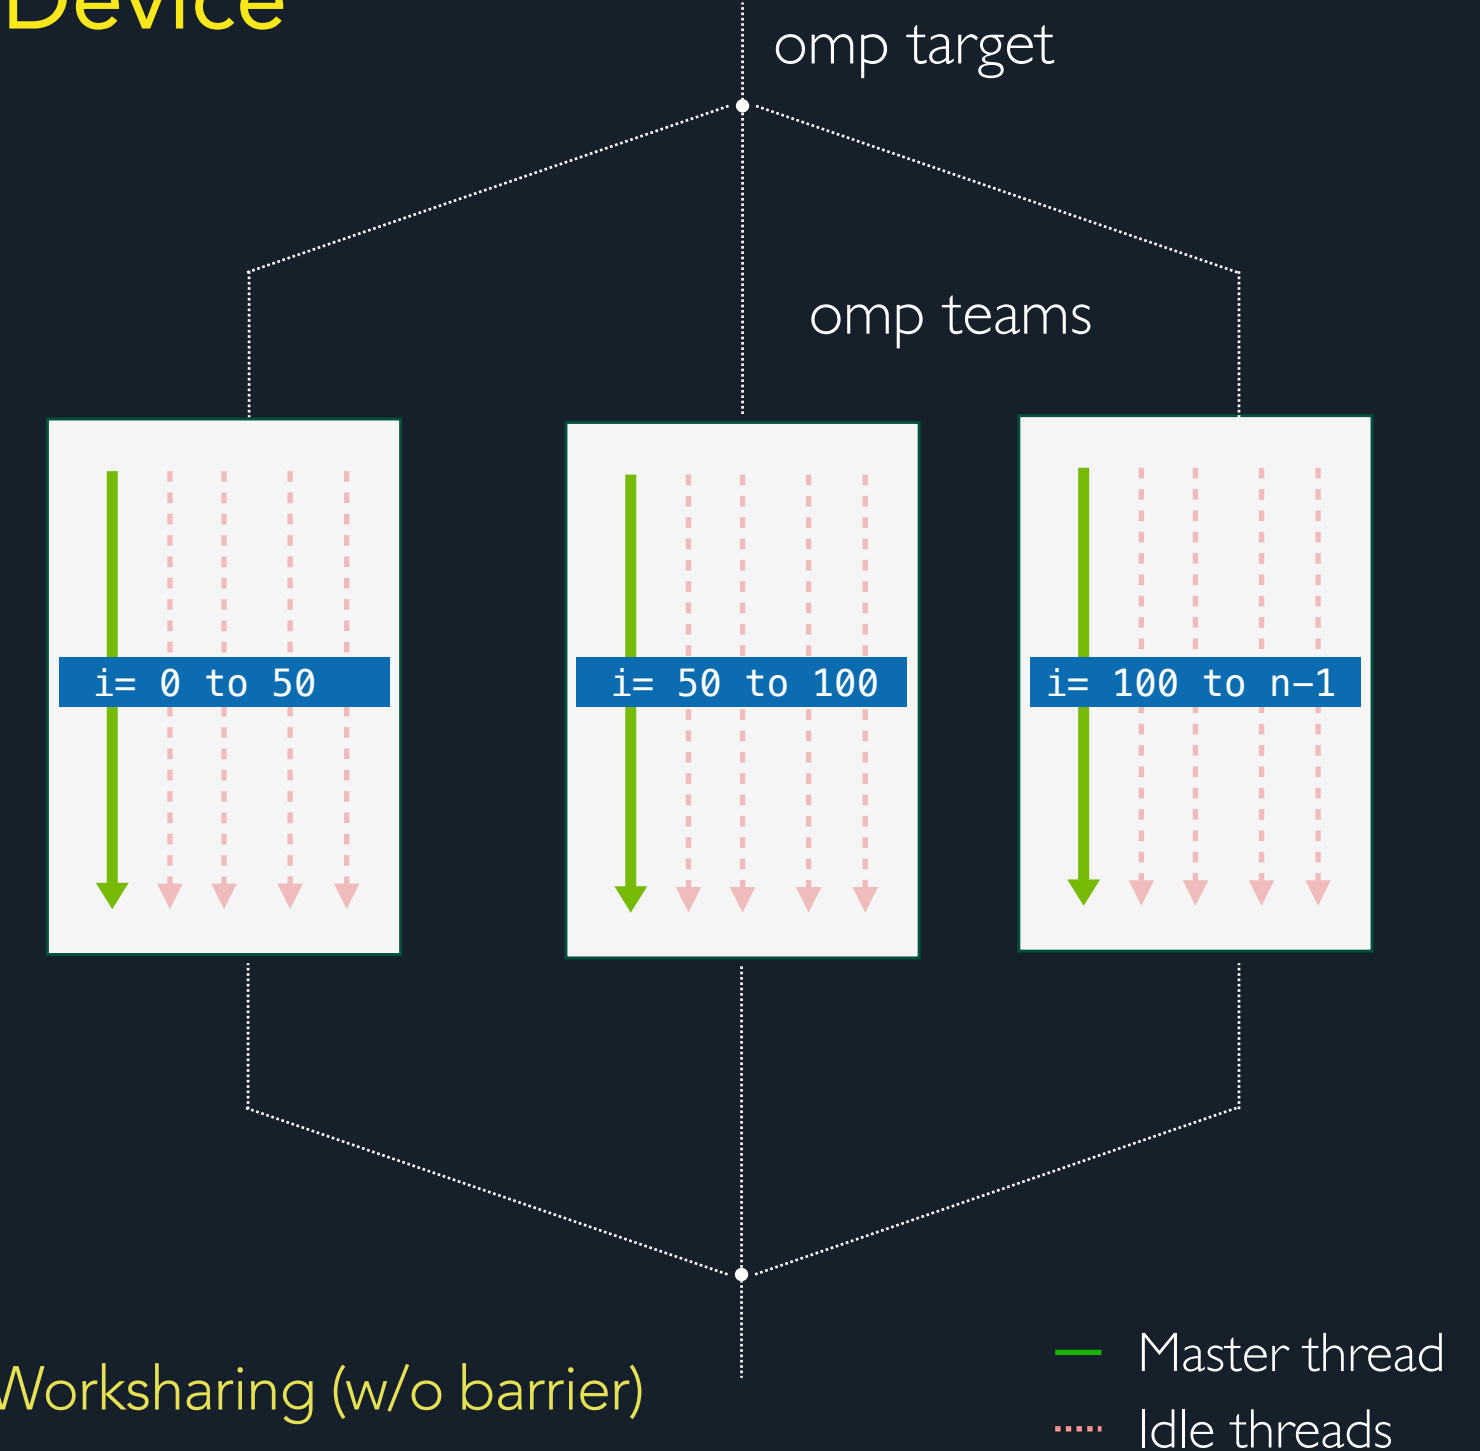 Device
omp target
omp teams
i= 0 to 50
i= 50 to 100
i= 100 to n-1
Worksharing (w/o barrier)
Master thread
Idle threads